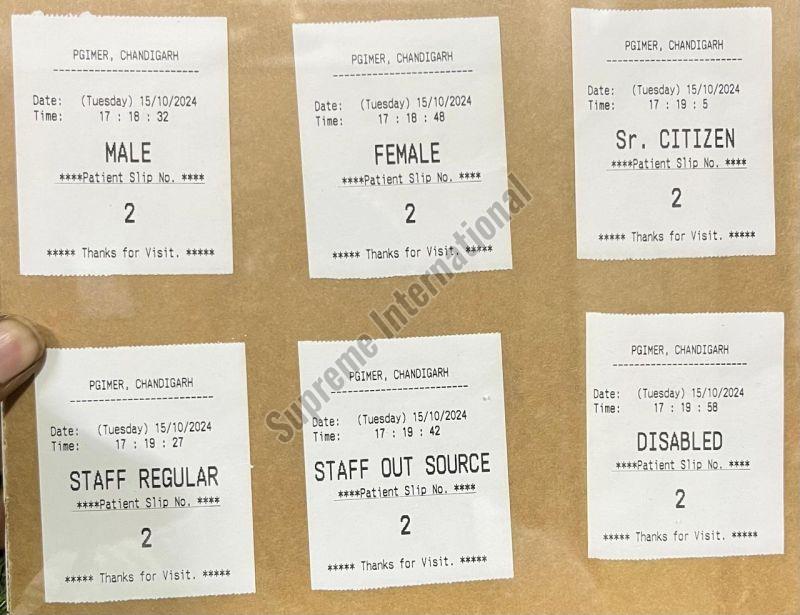 PGIMER, CHANDIGARH
Date: (Tuesday) 15/10/2024
Time: 17 : 18 : 32
MALE
****Patient Slip No. ****
2
***** Thanks for Visit. *****
PGIMER, CHANDIGARH
Date: (Tuesday) 15/10/2024
Time: 17 : 18 : 48
FEMALE
****Patient Slip No. ****
2
***** Thanks for Visit. *****
PGIMER, CHANDIGARH
Date: (Tuesday) 15/10/2024
Time: 17 : 19 : 5
Sr. CITIZEN
****Patient Slip No. ****
2
***** Thanks for Visit. *****
PGIMER, CHANDIGARH
Date: (Tuesday) 15/10/2024
Time: 17 : 19 : 27
STAFF REGULAR
****Patient Slip No. ****
2
***** Thanks for Visit. *****
PGIMER, CHANDIGARH
Date: (Tuesday) 15/10/2024
Time: 17 : 19 : 42
STAFF OUT SOURCE
****Patient Slip No. ****
2
***** Thanks for Visit. *****
PGIMER, CHANDIGARH
Date: (Tuesday) 15/10/2024
Time: 17 : 19 : 58
DISABLED
****Patient Slip No. ****
2
***** Thanks for Visit. *****
Supreme International